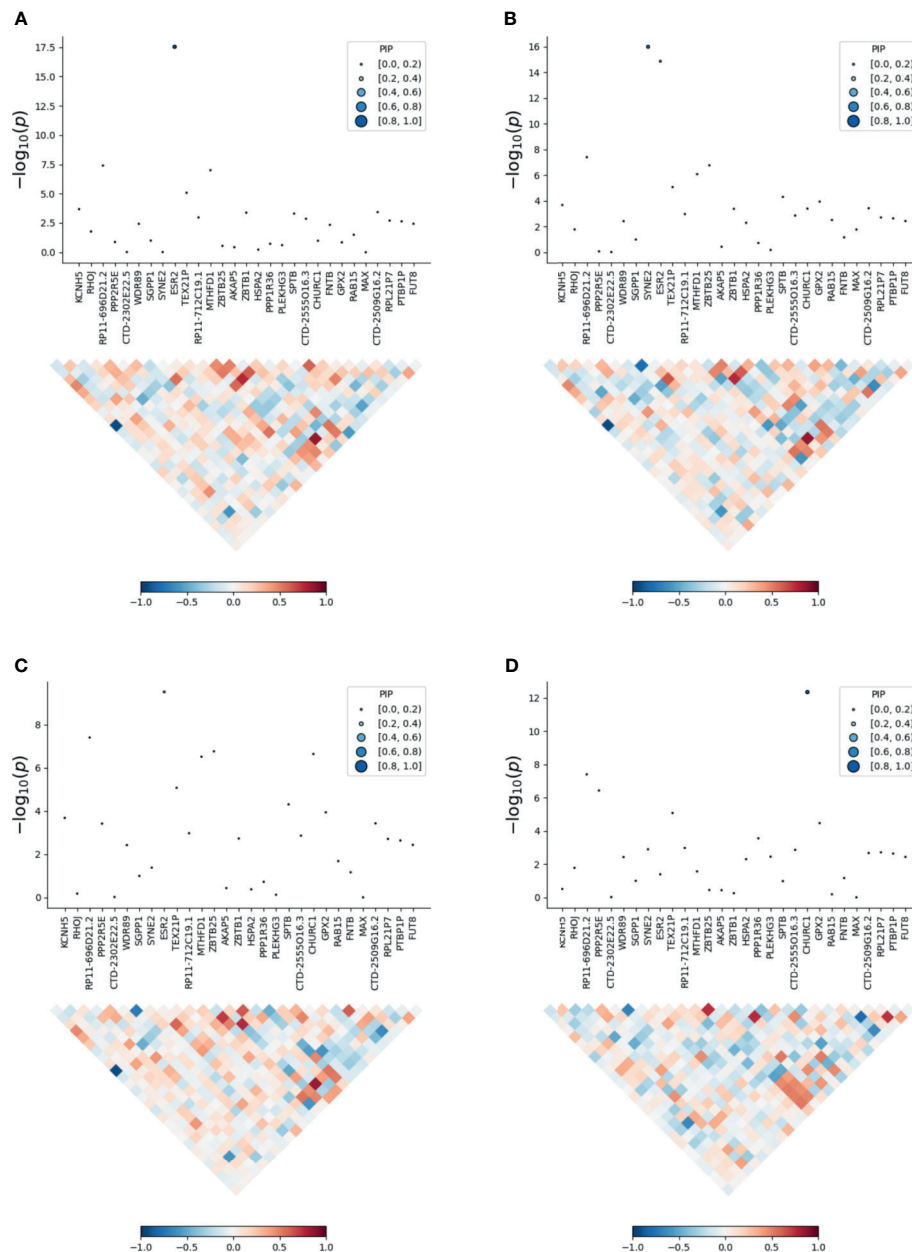 A
17.5
15.0
12.5
10.0
7.5
5.0
2.5
0.0
−log10(p)
PIP
[0.0, 0.2)
[0.2, 0.4)
[0.4, 0.6)
[0.6, 0.8)
[0.8, 1.0]
KCNH5
RHOJ
RP11-696D21.2
PPP2R5E
CTD-2302E22.5
WDR89
SGPP1
SYNE2
ESR2
TEX21P
RP11-712C19.1
MTHFD1
ZBTB25
AKAP5
ZBTB1
HSPA2
PPP1R36
PLEKHG3
SPTB
CTD-2555O16.3
CHURC1
FNTB
GPX2
RAB15
MAX
CTD-2509G16.2
RPL21P7
PTBP1P
FUT8
−1.0 −0.5 0.0 0.5 1.0
B
16
14
12
10
8
6
4
2
0
−log10(p)
PIP
[0.0, 0.2)
[0.2, 0.4)
[0.4, 0.6)
[0.6, 0.8)
[0.8, 1.0]
KCNH5
RHOJ
RP11-696D21.2
PPP2R5E
CTD-2302E22.5
WDR89
SGPP1
SYNE2
ESR2
TEX21P
RP11-712C19.1
MTHFD1
ZBTB25
AKAP5
ZBTB1
HSPA2
PPP1R36
PLEKHG3
SPTB
CTD-2555O16.3
CHURC1
GPX2
RAB15
FNTB
MAX
CTD-2509G16.2
RPL21P7
PTBP1P
FUT8
−1.0 −0.5 0.0 0.5 1.0
C
8
6
4
2
0
−log10(p)
PIP
[0.0, 0.2)
[0.2, 0.4)
[0.4, 0.6)
[0.6, 0.8)
[0.8, 1.0]
KCNH5
RHOJ
RP11-696D21.2
PPP2R5E
CTD-2302E22.5
WDR89
SGPP1
SYNE2
ESR2
TEX21P
RP11-712C19.1
MTHFD1
ZBTB25
AKAP5
ZBTB1
HSPA2
PPP1R36
PLEKHG3
SPTB
CTD-2555O16.3
CHURC1
GPX2
RAB15
FNTB
MAX
CTD-2509G16.2
RPL21P7
PTBP1P
FUT8
−1.0 −0.5 0.0 0.5 1.0
D
12
10
8
6
4
2
0
−log10(p)
PIP
[0.0, 0.2)
[0.2, 0.4)
[0.4, 0.6)
[0.6, 0.8)
[0.8, 1.0]
KCNH5
RHOJ
RP11-696D21.2
PPP2R5E
CTD-2302E22.5
WDR89
SGPP1
SYNE2
ESR2
TEX21P
RP11-712C19.1
MTHFD1
ZBTB25
AKAP5
ZBTB1
HSPA2
PPP1R36
PLEKHG3
SPTB
CTD-2555O16.3
CHURC1
GPX2
RAB15
FNTB
MAX
CTD-2509G16.2
RPL21P7
PTBP1P
FUT8
−1.0 −0.5 0.0 0.5 1.0